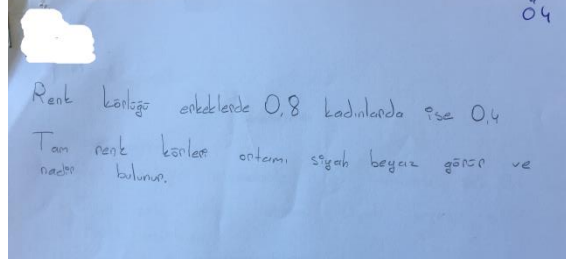 Ö4
Renk körlüğü erkeklerde 0,8 kadınlarda ise 0,4
Tam renk körleri ortamı siyah beyaz görür ve
nadir bulunur.